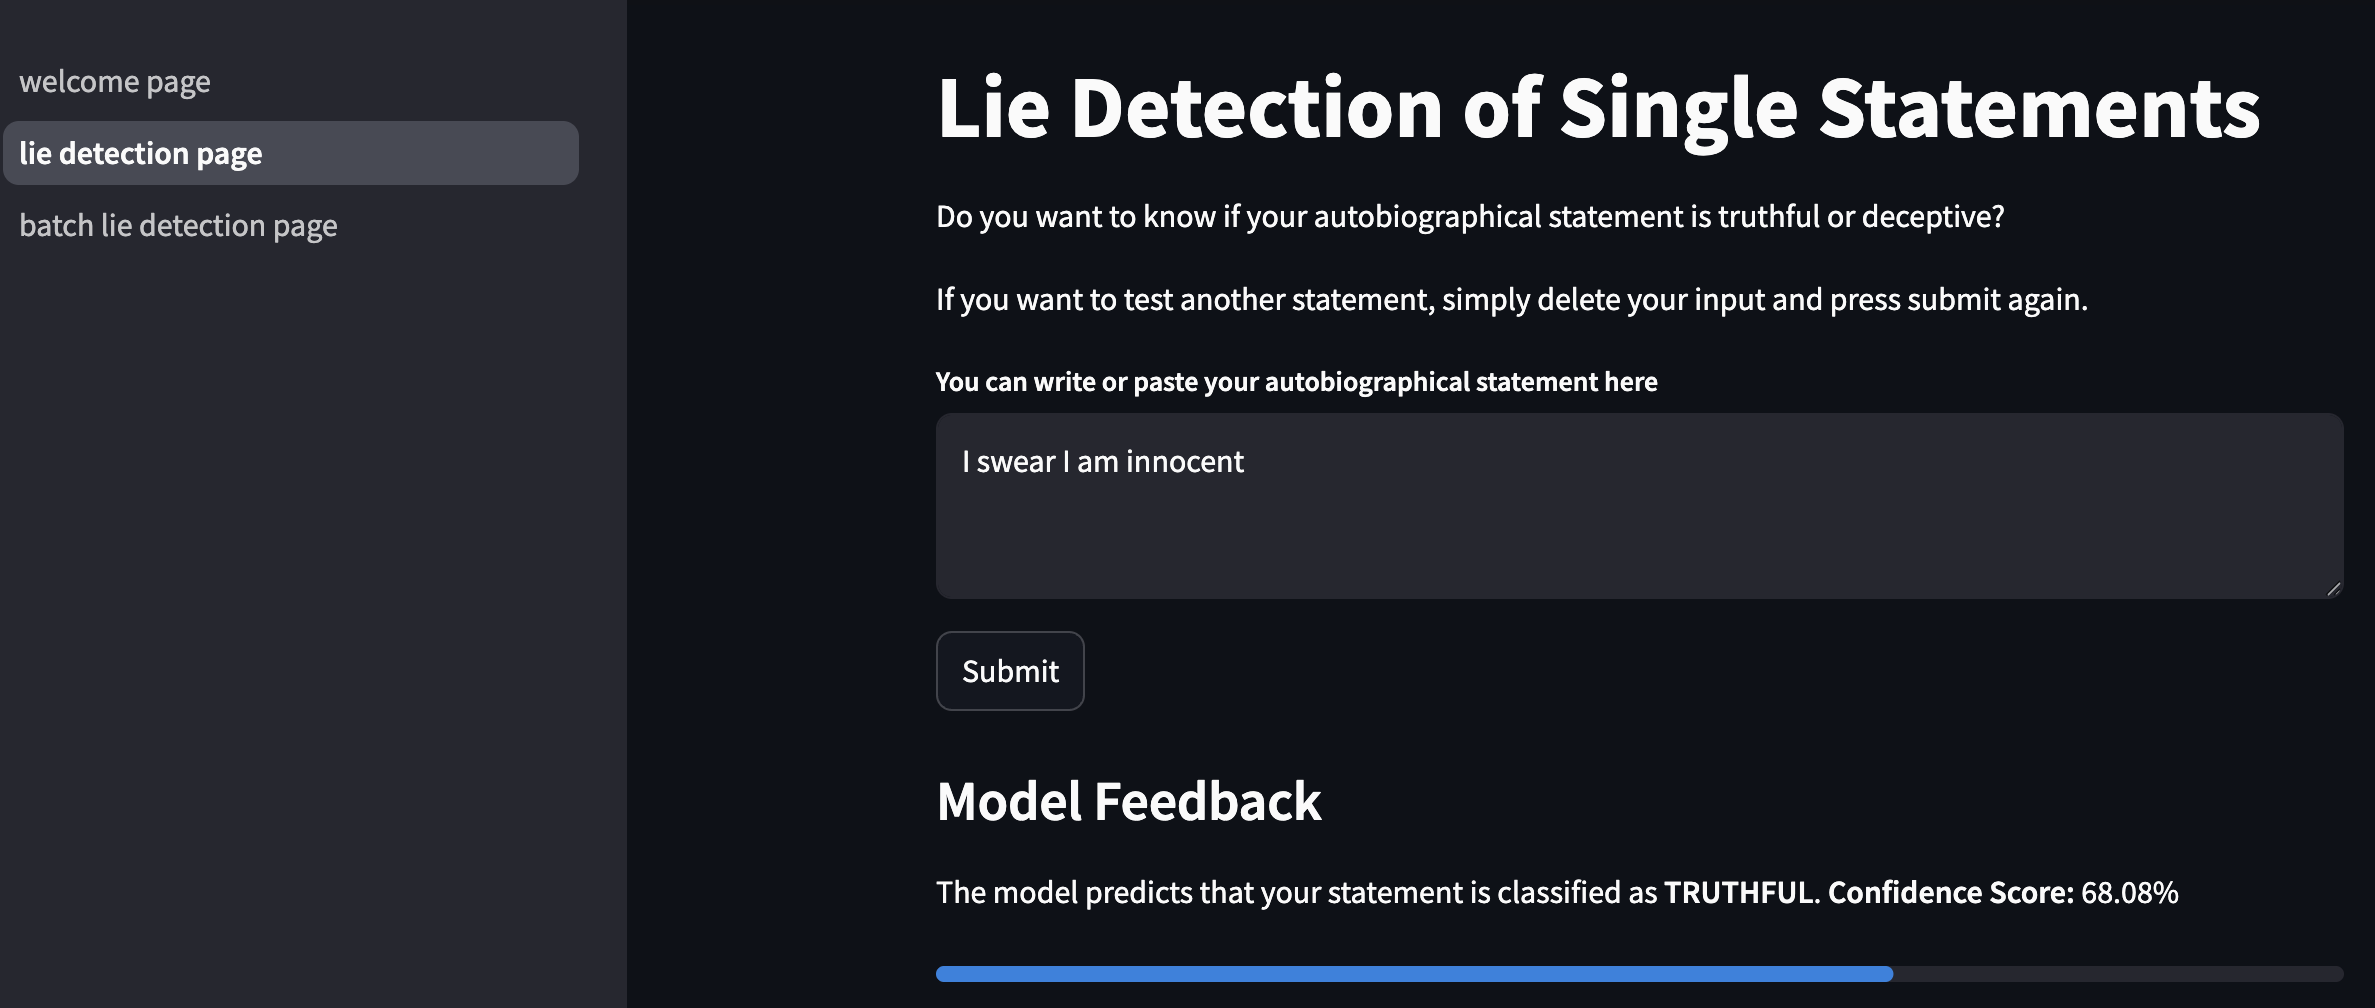 welcome page
lie detection page
batch lie detection page
Lie Detection of Single Statements
Do you want to know if your autobiographical statement is truthful or deceptive?
If you want to test another statement, simply delete your input and press submit again.
You can write or paste your autobiographical statement here
I swear I am innocent
Submit
Model Feedback
The model predicts that your statement is classified as TRUTHFUL. Confidence Score: 68.08%